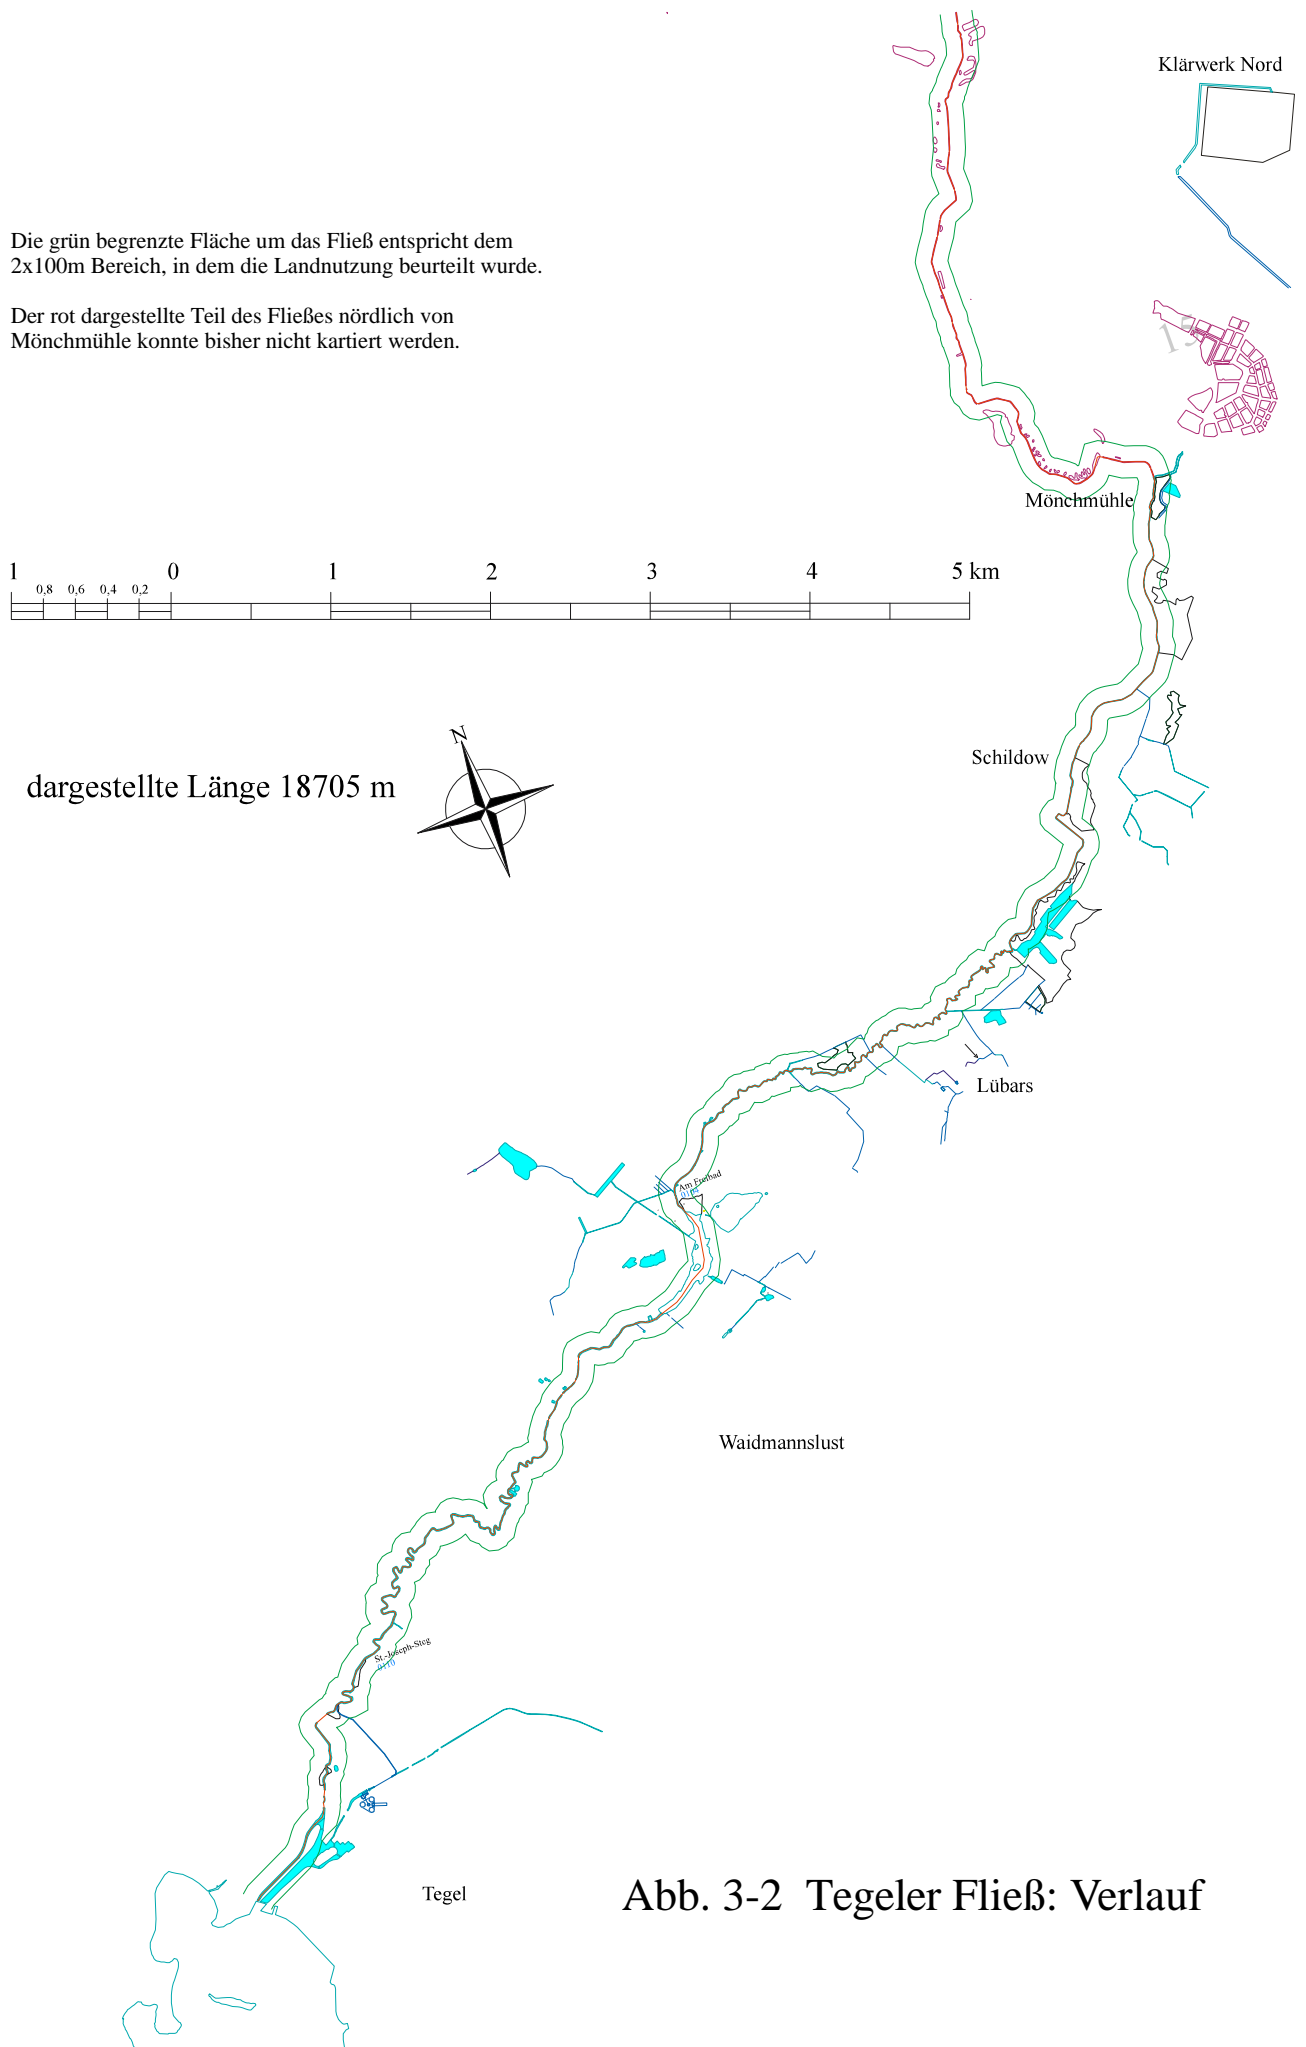 Klärwerk Nord
Die grün begrenzte Fläche um das Fließ entspricht dem
2x100m Bereich, in dem die Landnutzung beurteilt wurde.
Der rot dargestellte Teil des Fließes nördlich von
Mönchmühle konnte bisher nicht kartiert werden.
15
Mönchmühle
1 0 1 2 3 4 5 km
0,8 0,6 0,4 0,2
N
Schildow
dargestellte Länge 18705 m
Lübars
Am Freibad
Waidmannslust
St.-Joseph-Steg
0110
Tegel
Abb. 3-2 Tegeler Fließ: Verlauf